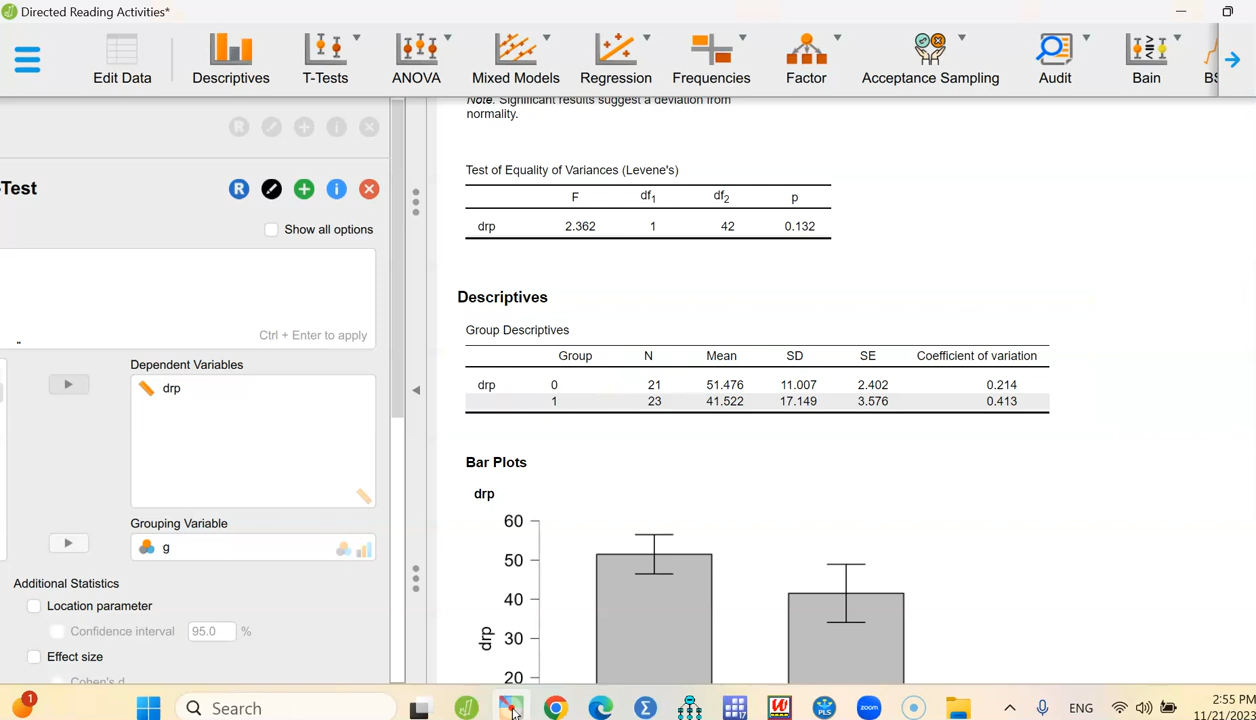 Directed Reading Activities*
Edit Data
Descriptives
T-Tests
ANOVA
Mixed Models
Regression
Frequencies
Factor
Acceptance Sampling
Audit
Bain
R
-Test
R
Show all options
Ctrl + Enter to apply
Dependent Variables
drp
Grouping Variable
g
Additional Statistics
Location parameter
Confidence interval 95.0 %
Effect size
Cohen's d
Note. Significant results suggest a deviation from
normality.
Test of Equality of Variances (Levene's)
F df1 df2 p
drp 2.362 1 42 0.132
Descriptives
Group Descriptives
Group N Mean SD SE Coefficient of variation
drp 0 21 51.476 11.007 2.402 0.214
1 23 41.522 17.149 3.576 0.413
Bar Plots
drp
60
50
40
30
20
drp
1
Search
17
PLS
zoom
ENG
2:55 PM
11/21/2023